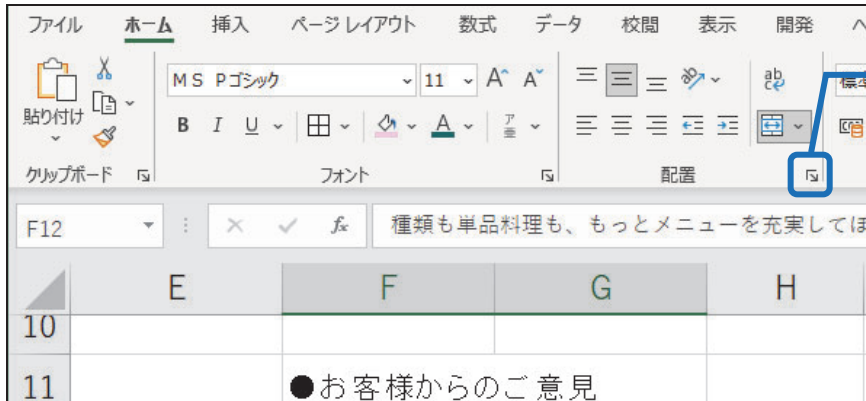 ファイル ホーム 挿入 ページ レイアウト 数式 データ 校閲 表示 開発
MS Pゴシック 11 A A ab
貼り付け B I U A ア亜
クリップボード フォント 配置
F12 fx 種類も単品料理も、もっとメニューを充実してほ
E F G H
10
11 ●お客様からのご意見